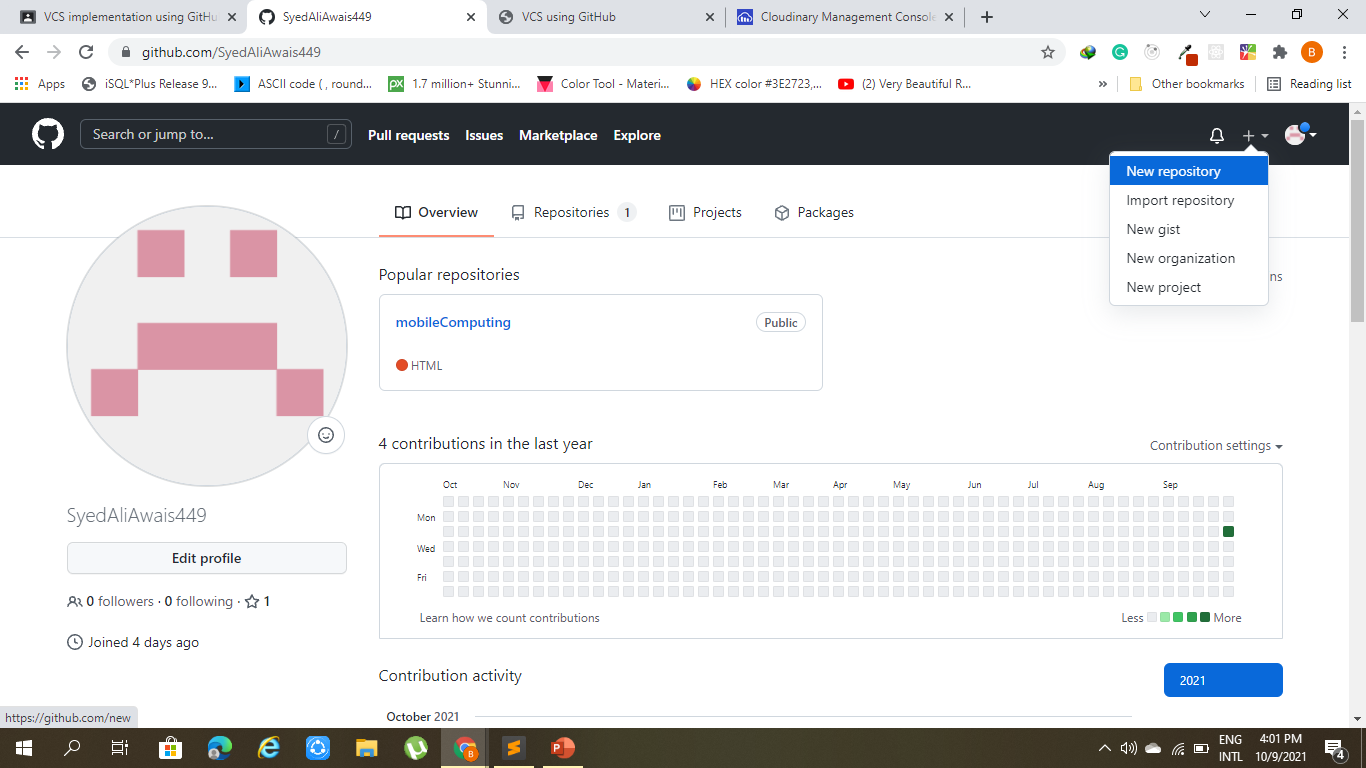 VCS implementation using GitHu
SyedAliAwais449
VCS using GitHub
Cloudinary Management Console
github.com/SyedAliAwais449
B
Apps
iSQL*Plus Release 9...
ASCII code ( , round...
px
1.7 million+ Stunni...
Color Tool - Materi...
HEX color #3E2723,...
(2) Very Beautiful R...
»
Other bookmarks
Reading list
Search or jump to...
/
Pull requests
Issues
Marketplace
Explore
New repository
Import repository
New gist
New organization
New project
Overview
Repositories 1
Projects
Packages
Popular repositories
ns
mobileComputing
Public
HTML
4 contributions in the last year
Contribution settings
Oct Nov Dec Jan Feb Mar Apr May Jun Jul Aug Sep
Mon
Wed
Fri
Learn how we count contributions
Less
More
SyedAliAwais449
Edit profile
0 followers · 0 following · 1
Joined 4 days ago
Contribution activity
2021
October 2021
https://github.com/new
B
ENG
INTL
4:01 PM
10/9/2021
4